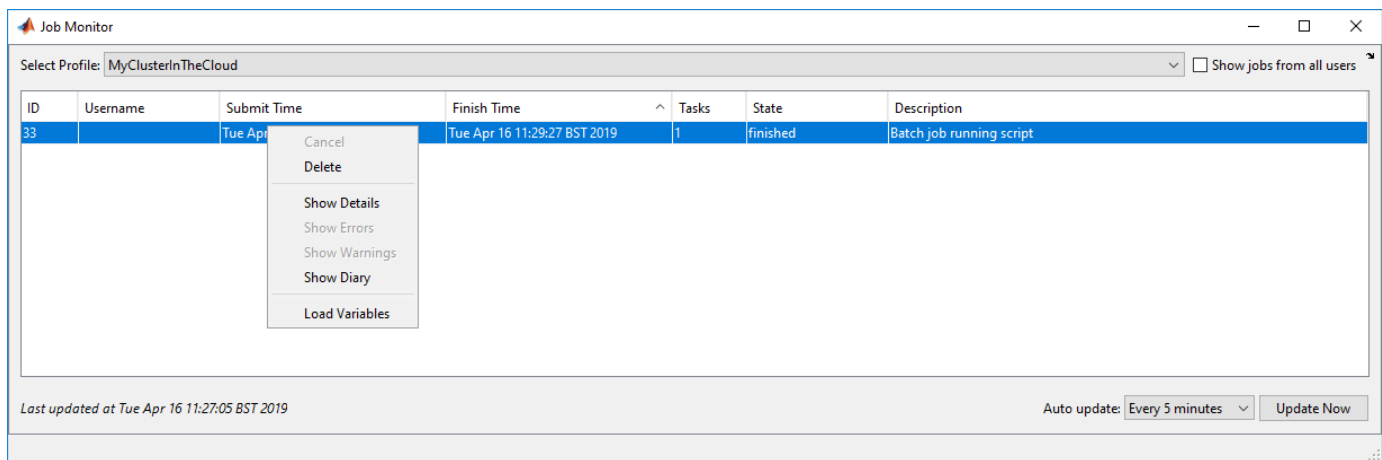 Job Monitor
Select Profile: MyClusterInTheCloud Show jobs from all users
ID Username Submit Time Finish Time Tasks State Description
33 Tue Apr Tue Apr 16 11:29:27 BST 2019 1 finished Batch job running script
Cancel
Delete
Show Details
Show Errors
Show Warnings
Show Diary
Load Variables
Last updated at Tue Apr 16 11:27:05 BST 2019 Auto update: Every 5 minutes Update Now